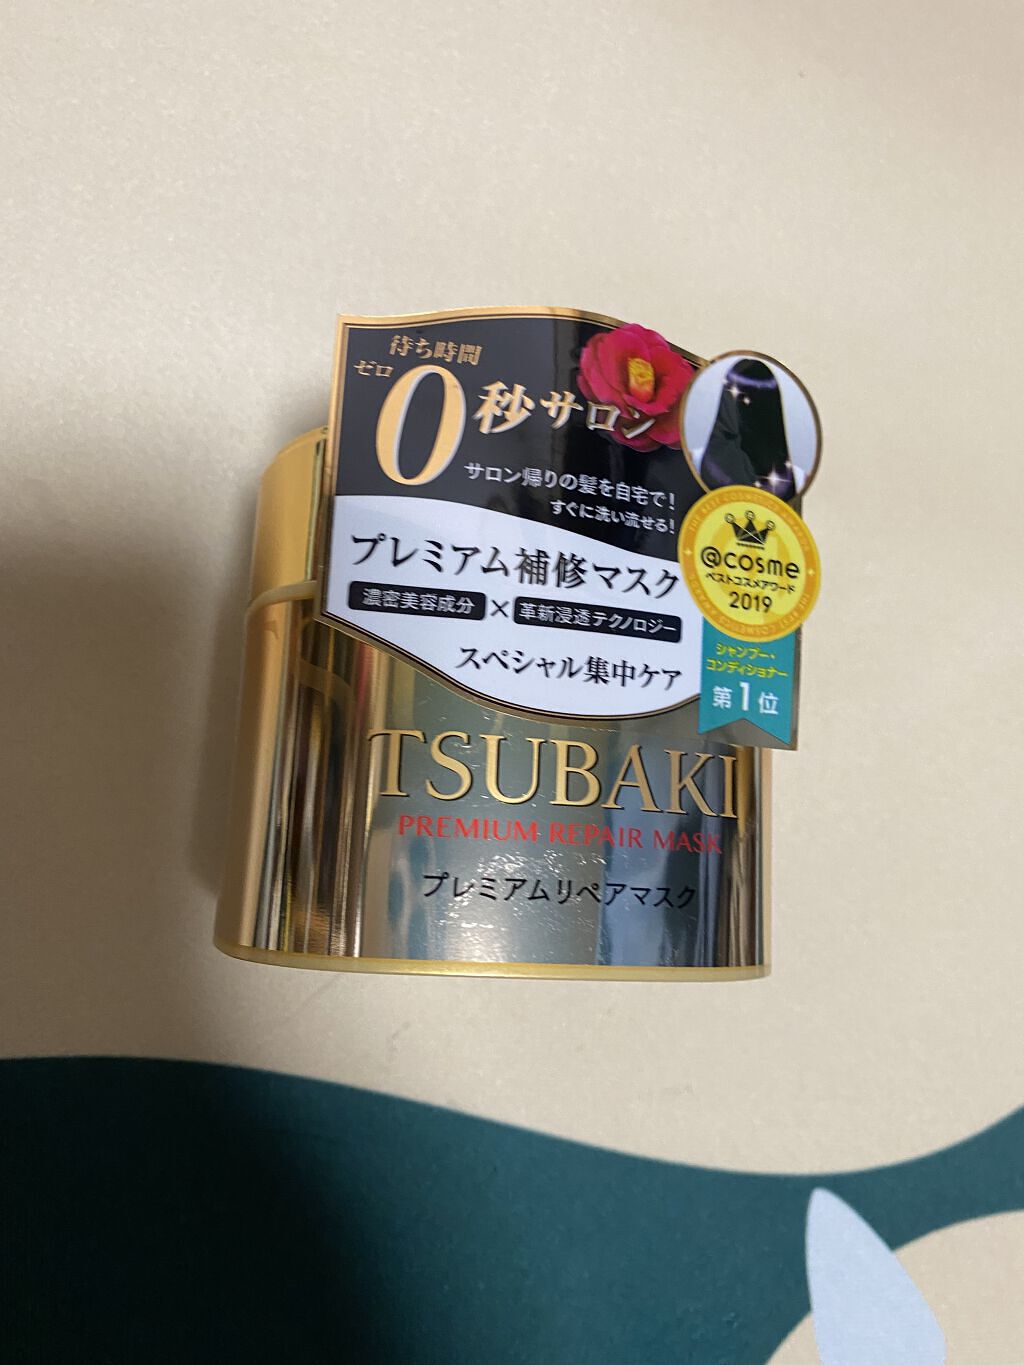 待ち時間
ゼロ
0秒サロン
サロン帰りの髪を自宅で!
すぐに洗い流せる!
プレミアム補修マスク
濃密美容成分×革新浸透テクノロジー
スペシャル集中ケア
@cosme
ベストコスメアワード
2019
シャンプー・
コンディショナー
第1位
TSUBAKI
PREMIUM REPAIR MASK
プレミアムリペアマスク